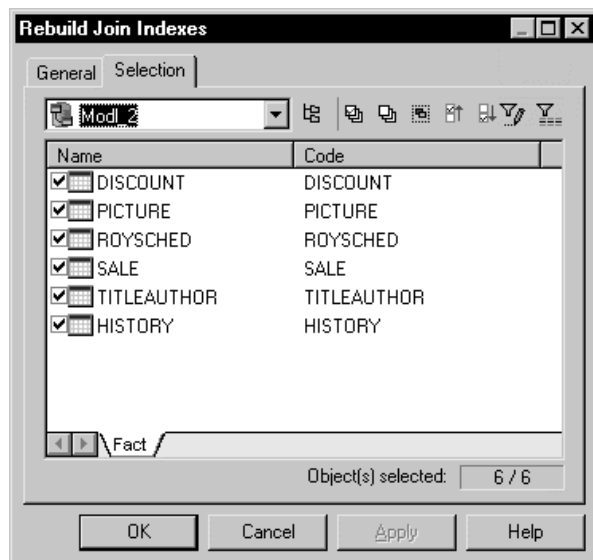 Rebuild Join Indexes
General Selection
Modl_2
Name Code
DISCOUNT DISCOUNT
PICTURE PICTURE
ROYSCHED ROYSCHED
SALE SALE
TITLEAUTHOR TITLEAUTHOR
HISTORY HISTORY
Fact
Object(s) selected: 6 / 6
OK Cancel Apply Help